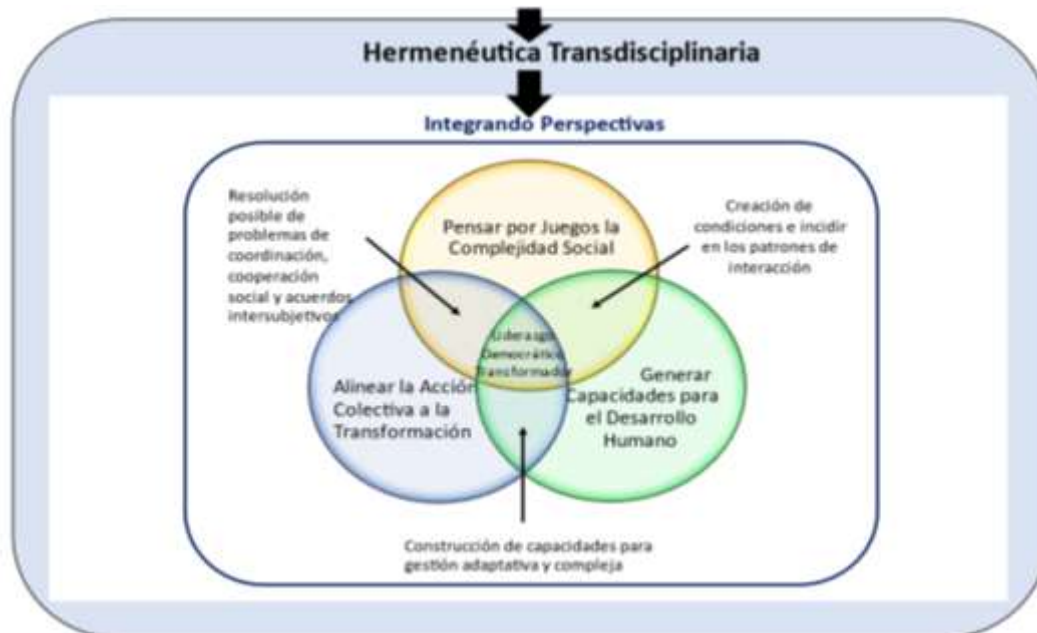 Hermenéutica Transdisciplinaria
Integrando Perspectivas
Resolución
posible de
problemas de
coordinación,
cooperación
social y acuerdos
intersubjetivos
Pensar por Juegos la
Complejidad Social
Creación de
condiciones e incidir
en los patrones de
interacción
Liderazgo
Democrático
Transformador
Alinear la Acción
Colectiva a la
Transformación
Generar
Capacidades para
el Desarrollo
Humano
Construcción de capacidades para
gestión adaptativa y compleja